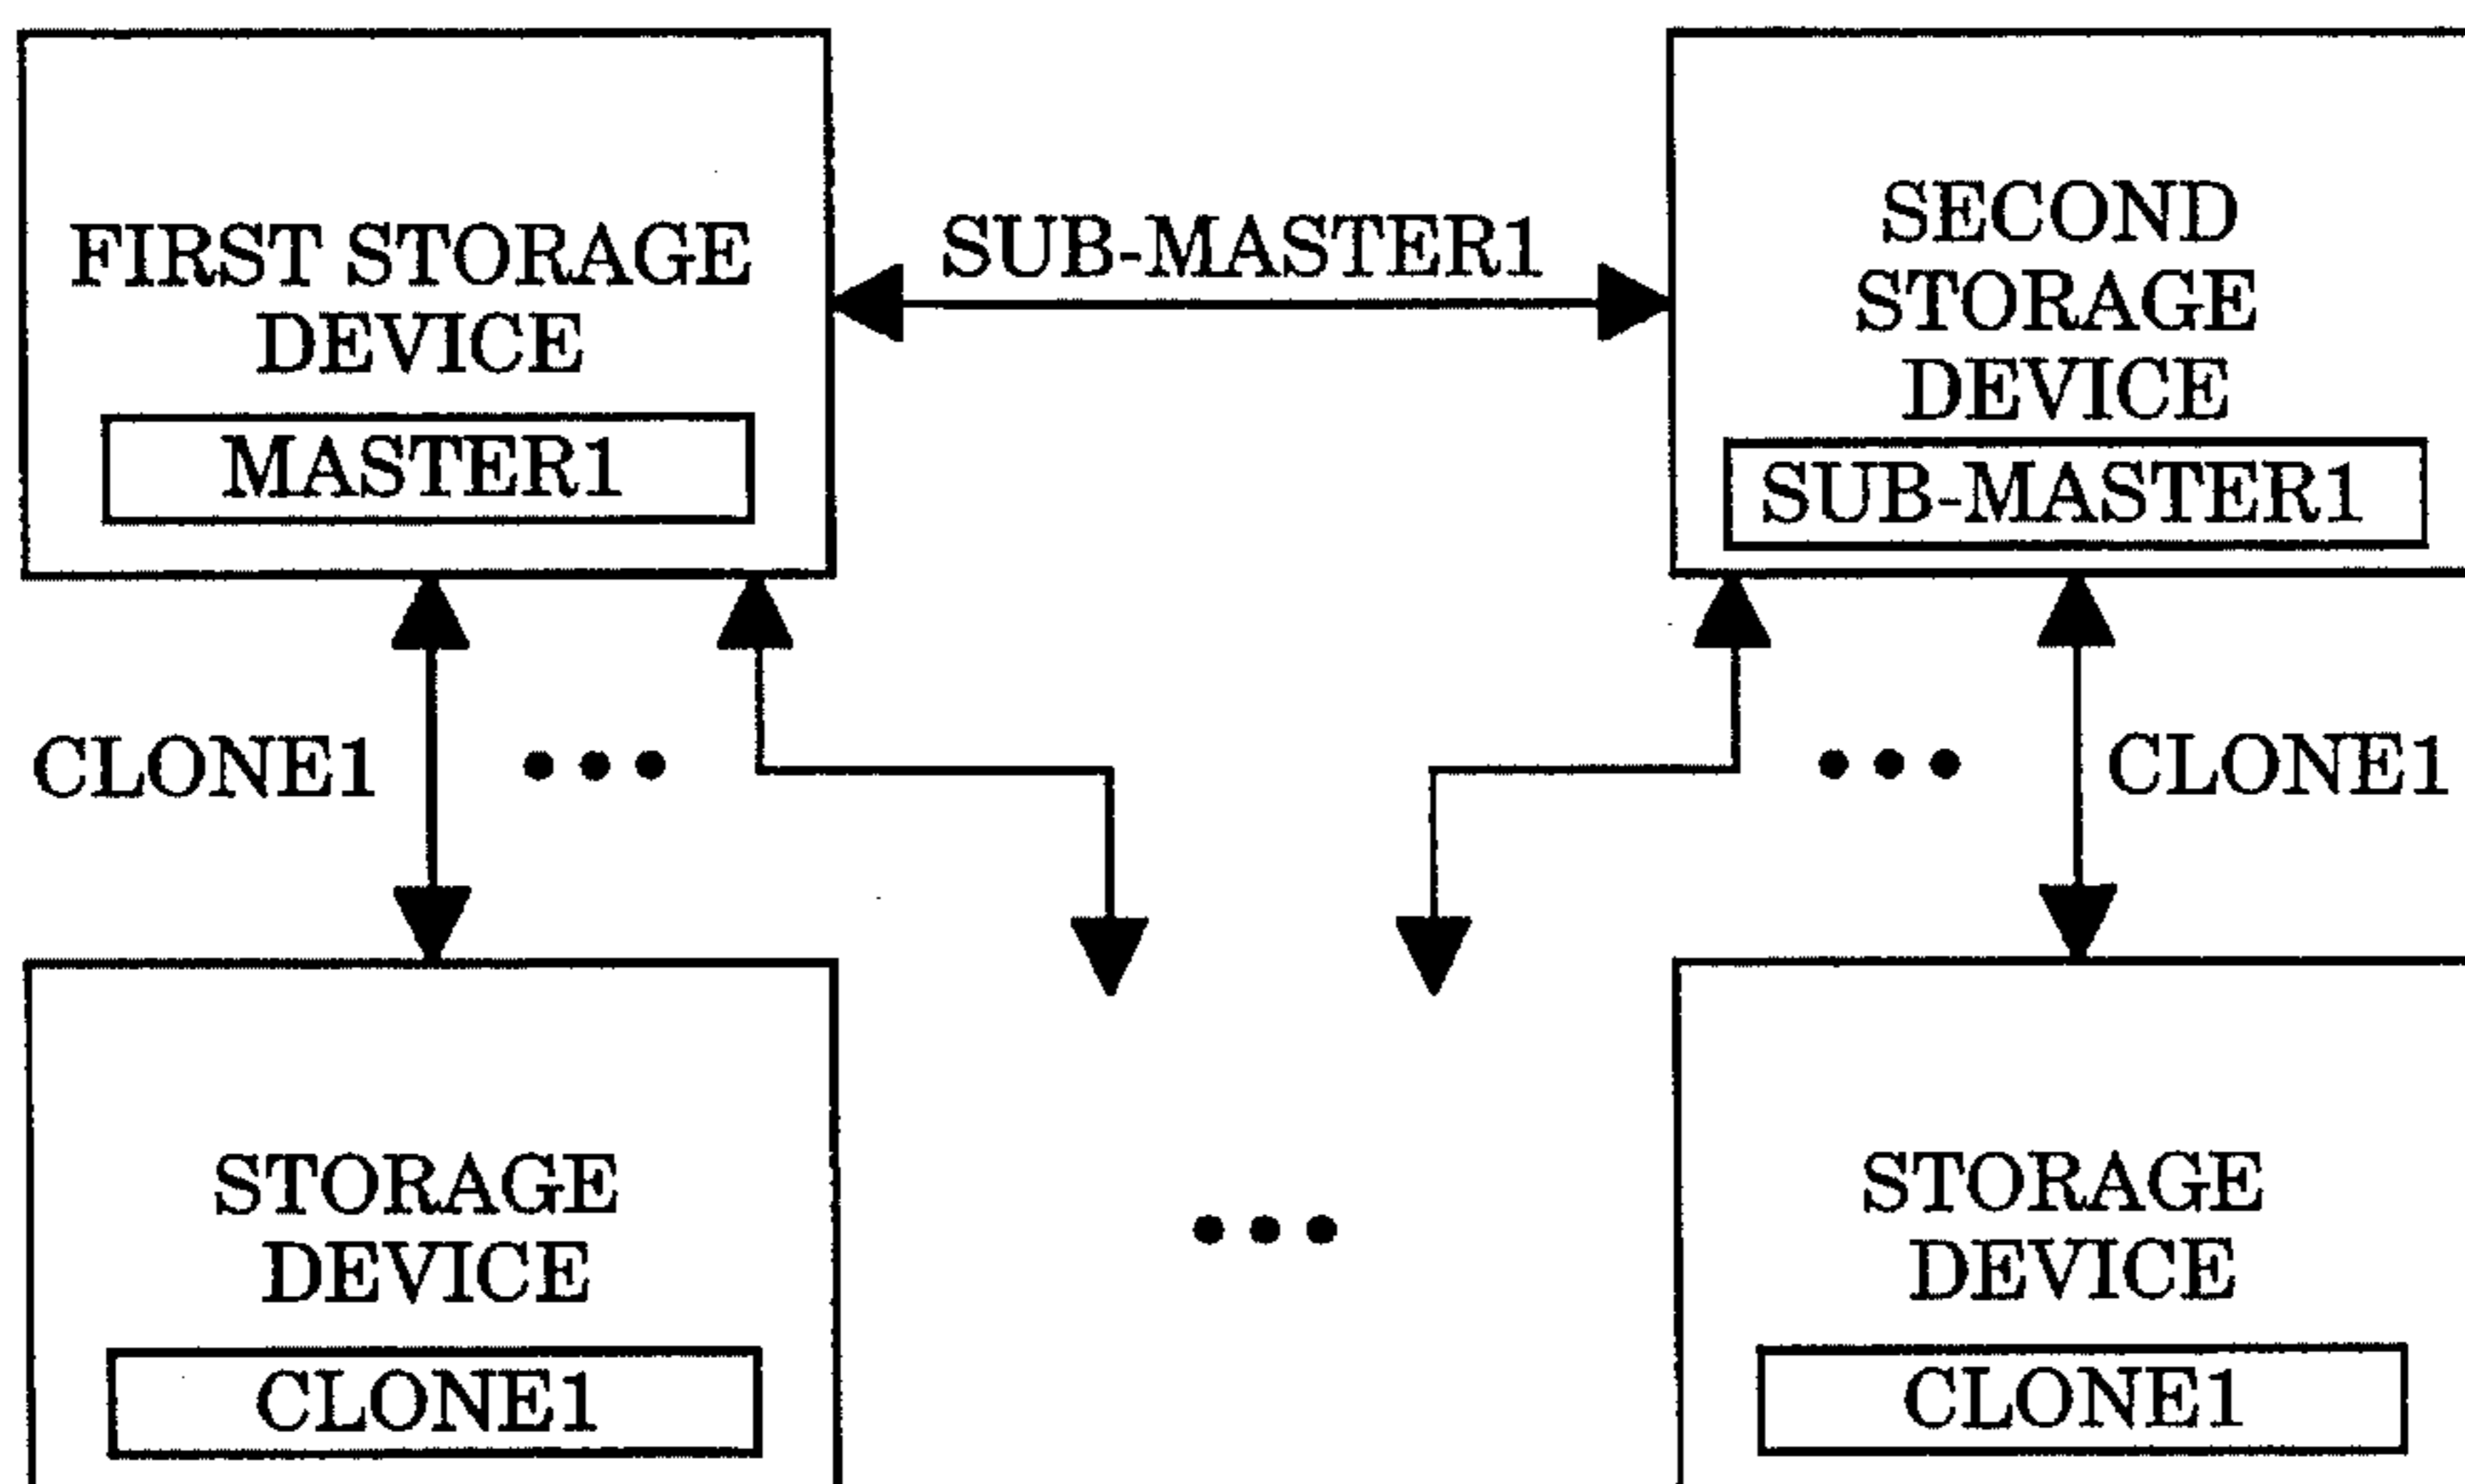 FIRST STORAGE
DEVICE
MASTER1
SUB-MASTER1
SECOND
STORAGE
DEVICE
SUB-MASTER1
CLONE1
CLONE1
STORAGE
DEVICE
CLONE1
STORAGE
DEVICE
CLONE1